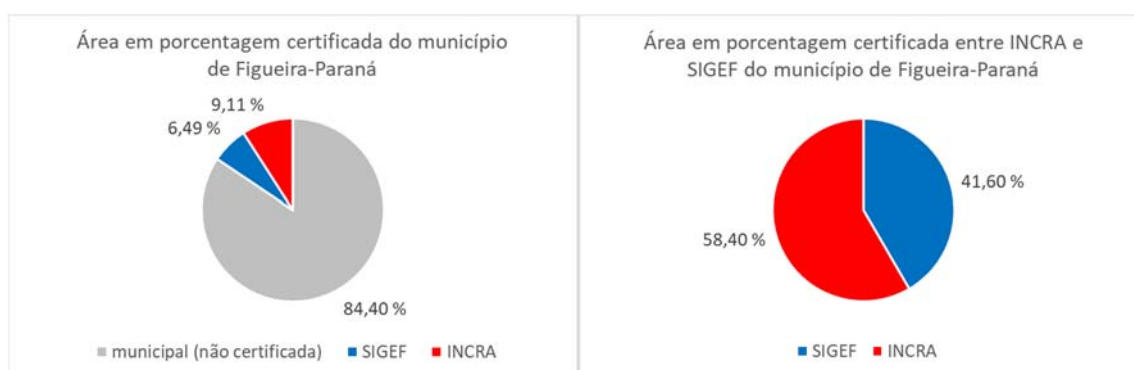 Área em porcentagem certificada do município
de Figueira-Paraná
9,11 %
6,49 %
84,40 %
municipal (não certificada) SIGEF INCRA
Área em porcentagem certificada entre INCRA e
SIGEF do município de Figueira-Paraná
41,60 %
58,40 %
SIGEF INCRA